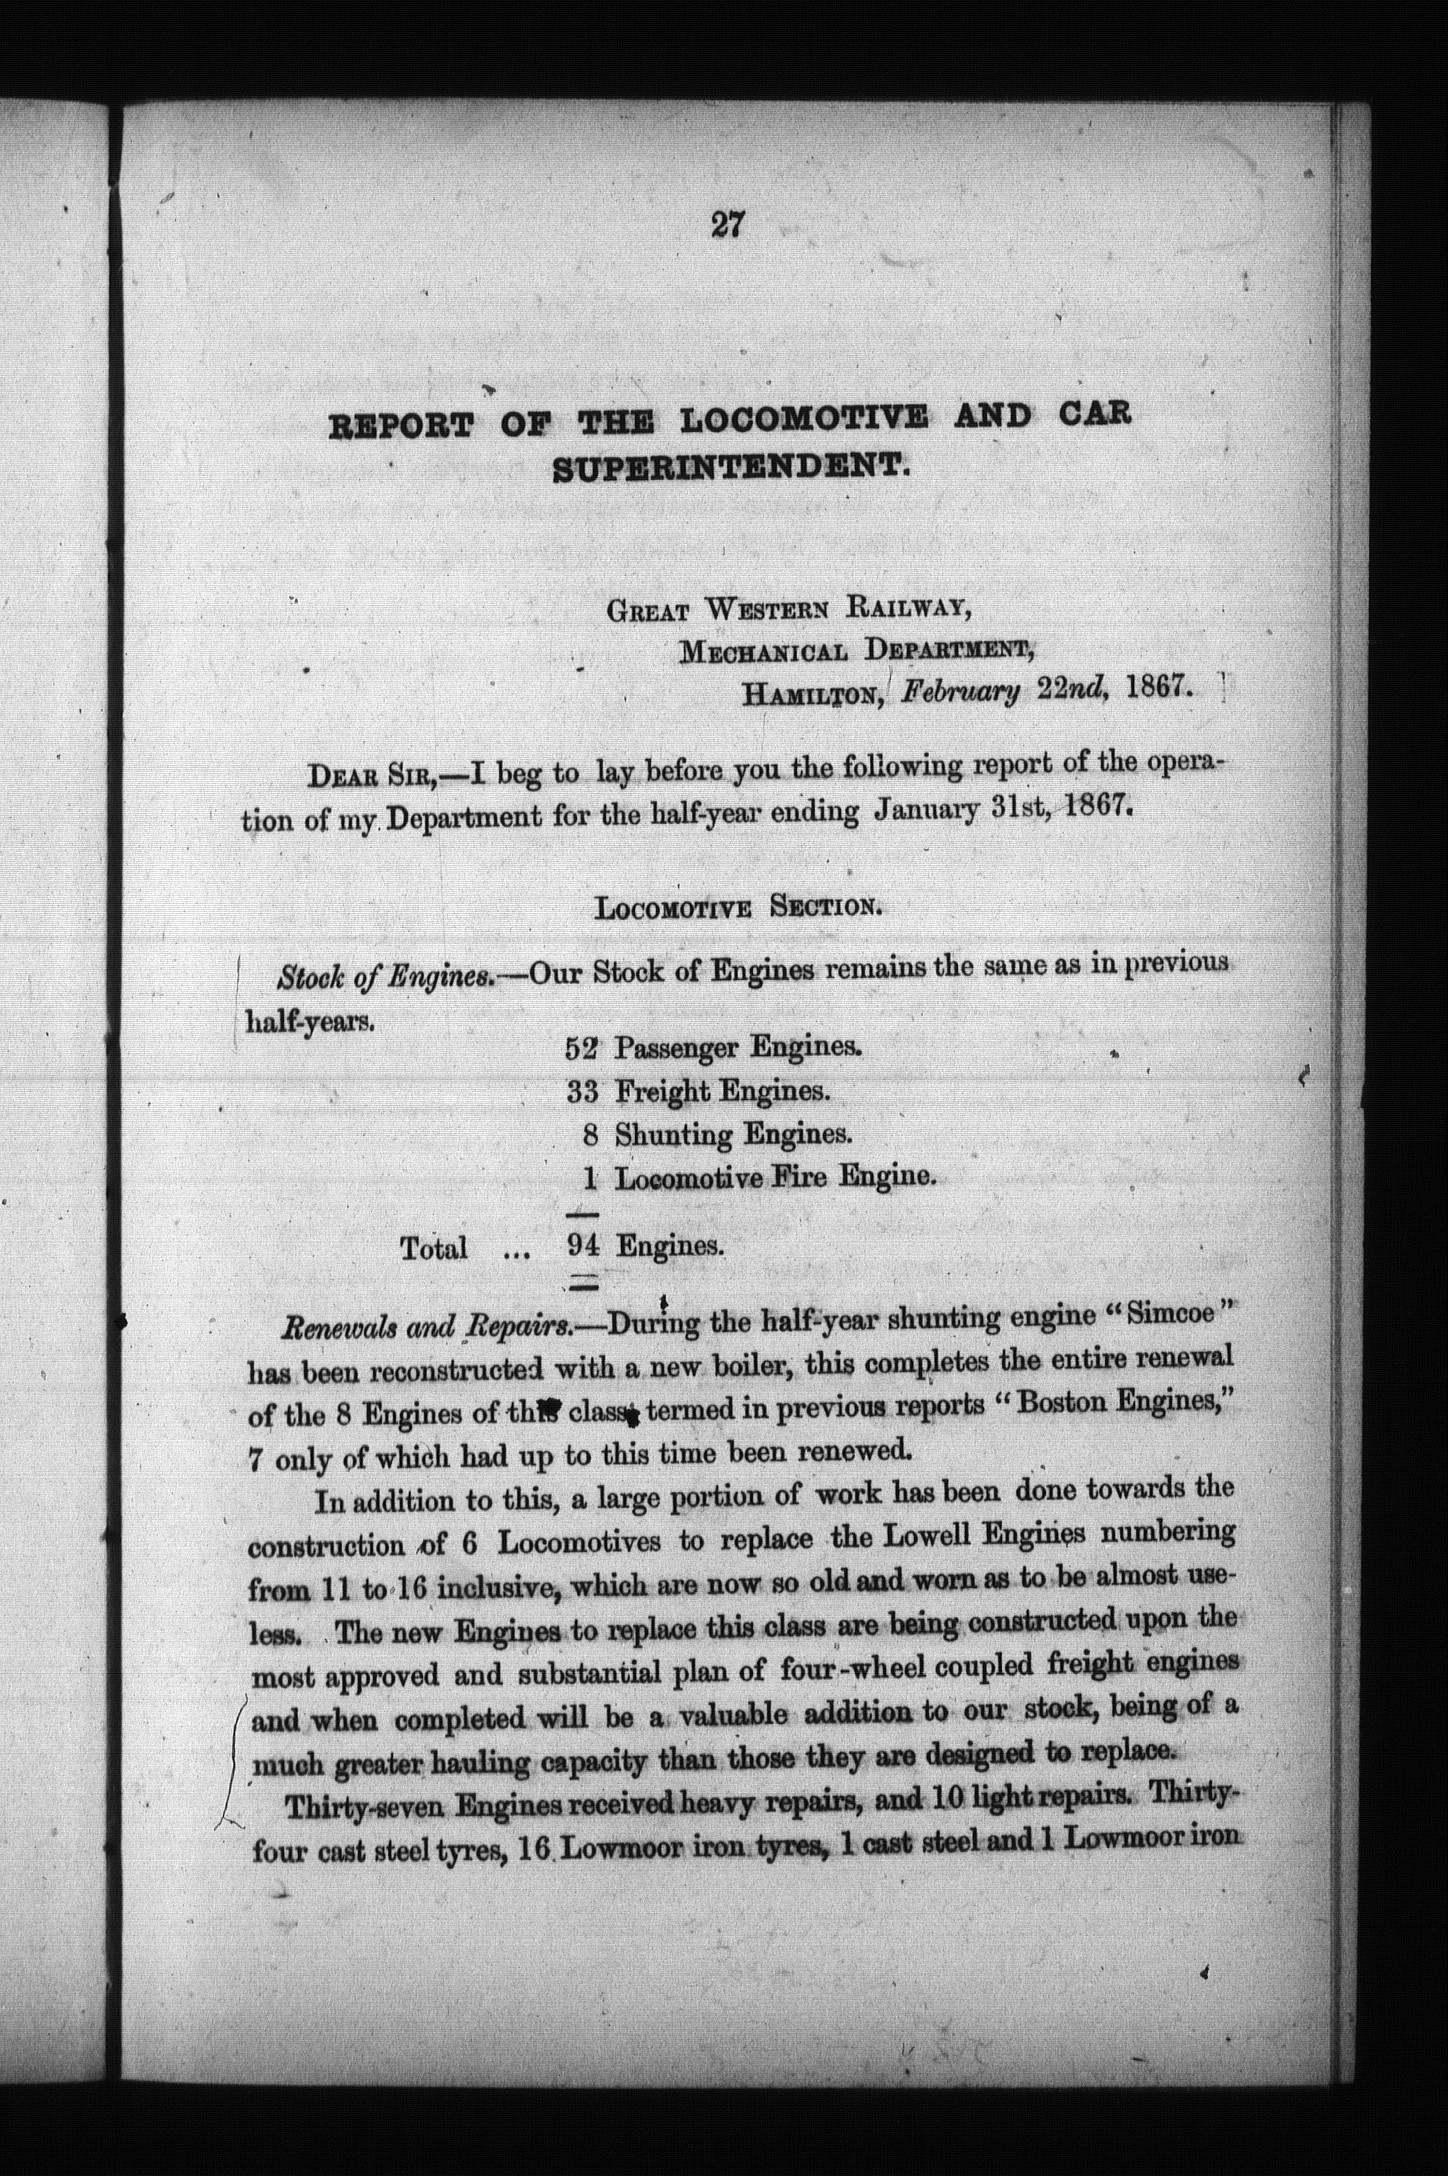 27
REPORT OF THE LOCOMOTIVE AND CAR
SUPERINTENDENT.
GREAT WESTERN RAILWAY,
MECHANICAL DEPARTMENT,
HAMILTON, February 22nd, 1867.
DEAR SIR,—I beg to lay before you the following report of the opera-
tion of my Department for the half-year ending January 31st, 1867.
LOCOMOTIVE SECTION.
Stock of Engines.—Our Stock of Engines remains the same as in previous
half-years.
52 Passenger Engines.
33 Freight Engines.
8 Shunting Engines.
1 Locomotive Fire Engine.
Total ... 94 Engines.
Renewals and Repairs.—During the half-year shunting engine "Simcoe"
has been reconstructed with a new boiler, this completes the entire renewal
of the 8 Engines of this class termed in previous reports "Boston Engines,"
7 only of which had up to this time been renewed.
In addition to this, a large portion of work has been done towards the
construction of 6 Locomotives to replace the Lowell Engines numbering
from 11 to 16 inclusive, which are now so old and worn as to be almost use-
less. The new Engines to replace this class are being constructed upon the
most approved and substantial plan of four-wheel coupled freight engines
and when completed will be a valuable addition to our stock, being of a
much greater hauling capacity than those they are designed to replace.
Thirty-seven Engines received heavy repairs, and 10 light repairs. Thirty-
four cast steel tyres, 16 Lowmoor iron tyres, 1 cast steel and 1 Lowmoor iron